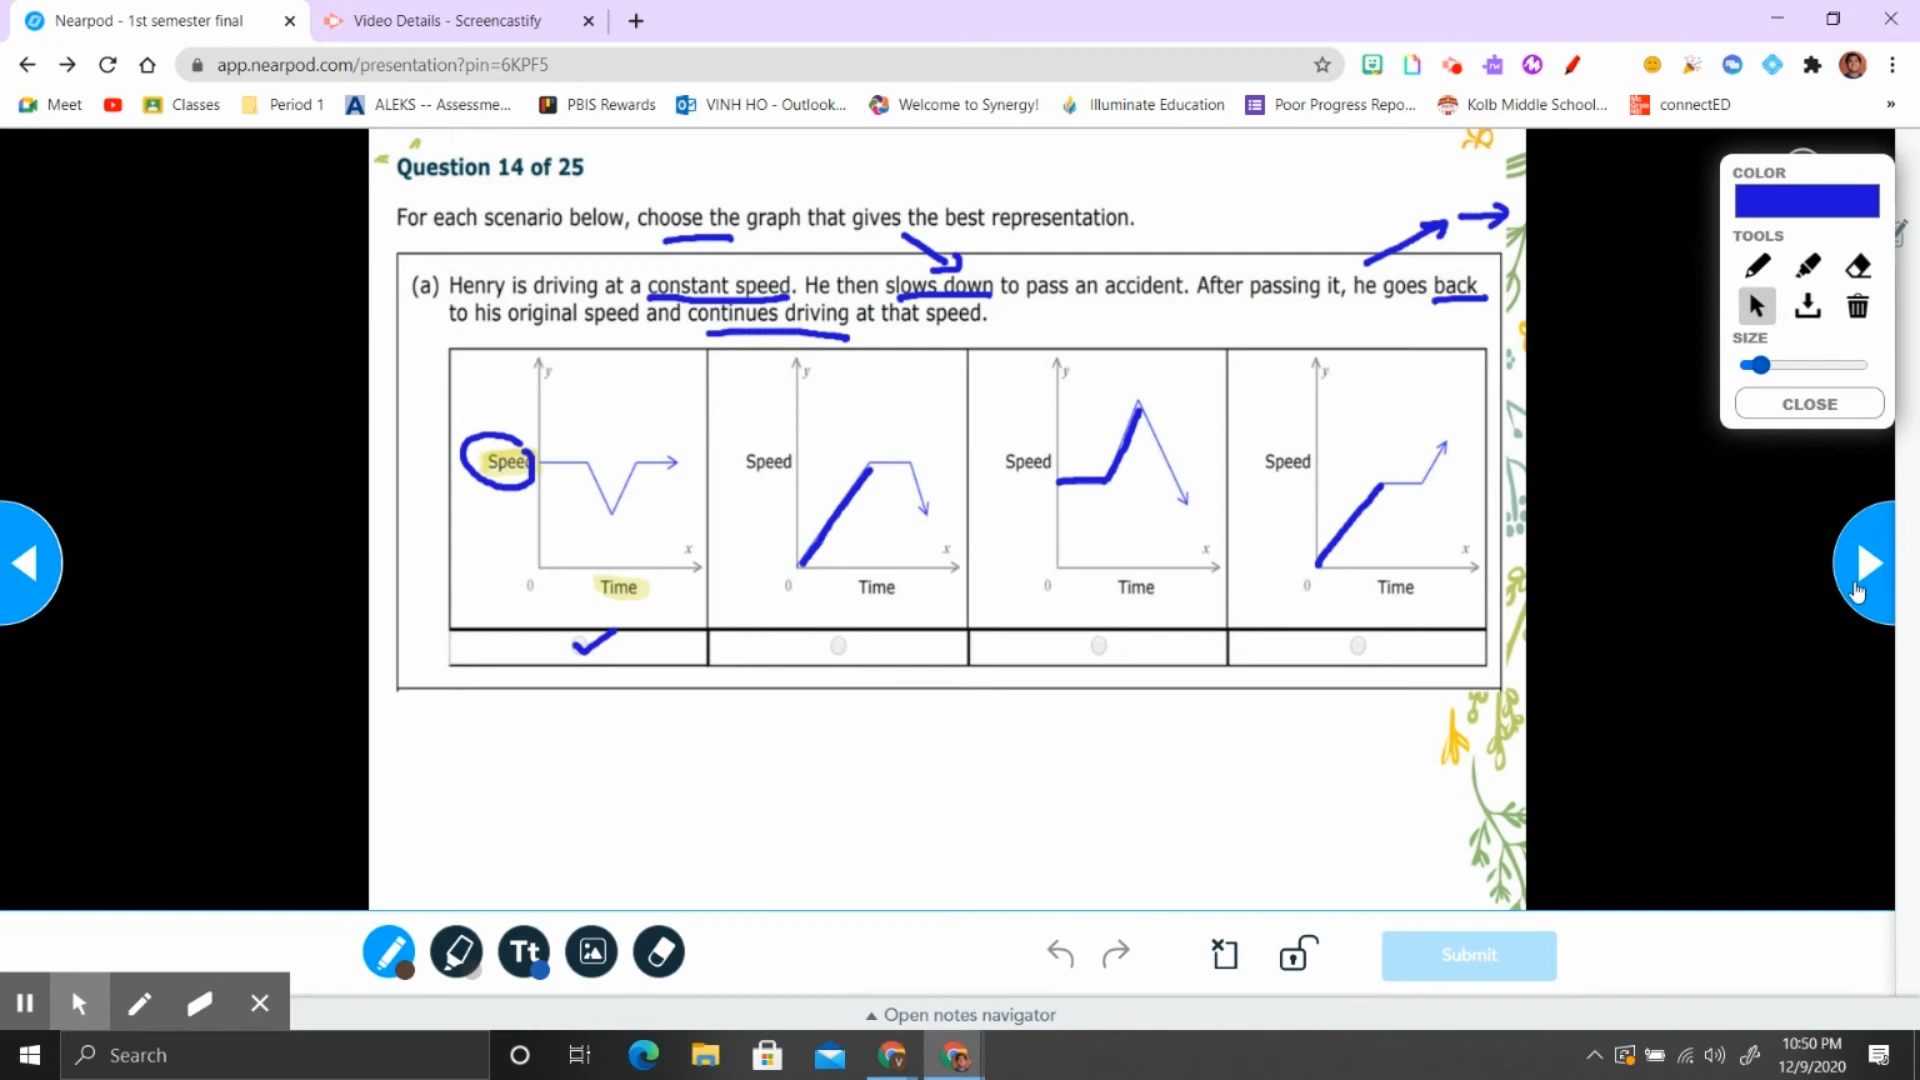 Nearpod - 1st semester final
Video Details - Screencastify
app.nearpod.com/presentation?pin=6KPF5
Meet
Classes
Period 1
ALEKS -- Assessme...
PBIS Rewards
VINH HO - Outlook...
Welcome to Synergy!
Illuminate Education
Poor Progress Repo...
Kolb Middle School...
connectED
»
Question 14 of 25
For each scenario below, choose the graph that gives the best representation.
(a) Henry is driving at a constant speed. He then slows down to pass an accident. After passing it, he goes back
to his original speed and continues driving at that speed.
y
Speed
x
0
Time
y
Speed
x
0
Time
y
Speed
x
0
Time
y
Speed
x
0
Time
COLOR
TOOLS
SIZE
CLOSE
Tt
Submit
Open notes navigator
Search
10:50 PM
12/9/2020